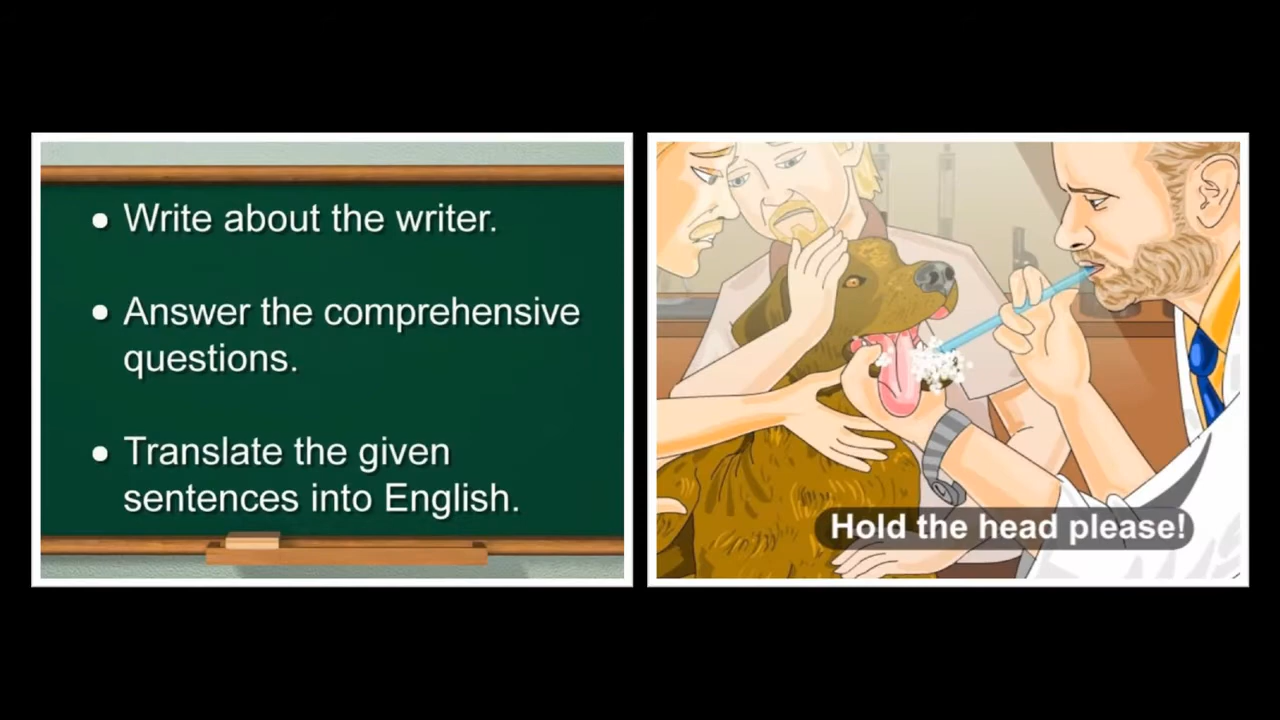 • Write about the writer.
• Answer the comprehensive
questions.
• Translate the given
sentences into English.
Hold the head please!